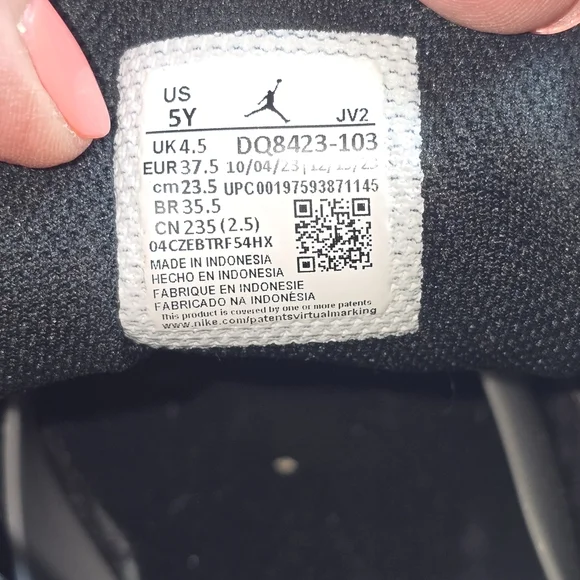 US
5Y
JV2
UK 4.5 DQ8423-103
EUR 37.5 10/04/23
cm 23.5 UPC00197593871145
BR 35.5
CN 235 (2.5)
04CZEBTRF54HX
MADE IN INDONESIA
HECHO EN INDONESIA
FABRIQUE EN INDONESIE
FABRICADO NA INDONÉSIA
this product is covered by one or more patents
www.nike.com/patentsvirtualmarking